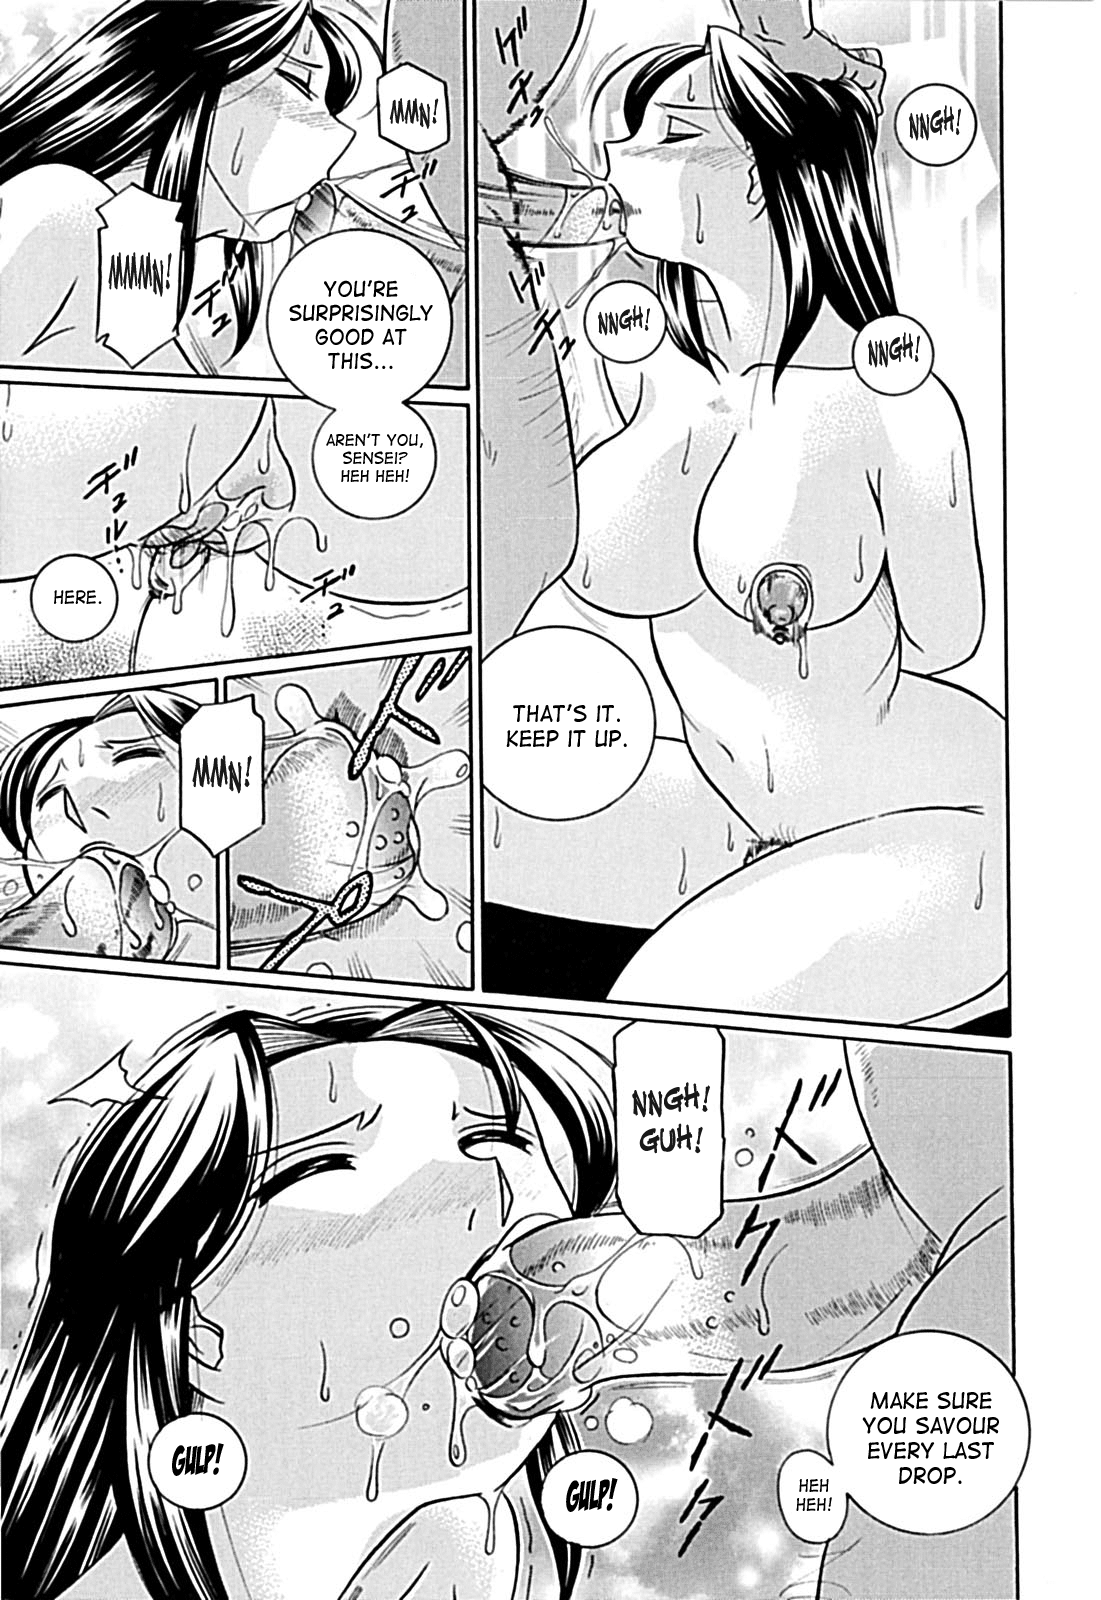 NNGH!
NNGH!
NNGH!
THAT'S IT.
KEEP IT UP.
MMN!
MMMN!
YOU'RE
SURPRISINGLY
GOOD AT
THIS...
AREN'T YOU,
SENSEI?
HEH HEH!
HERE.
MMN!
NNGH!
GUH!
MAKE SURE
YOU SAVOUR
EVERY LAST
DROP.
HEH
HEH!
GULP!
GULP!